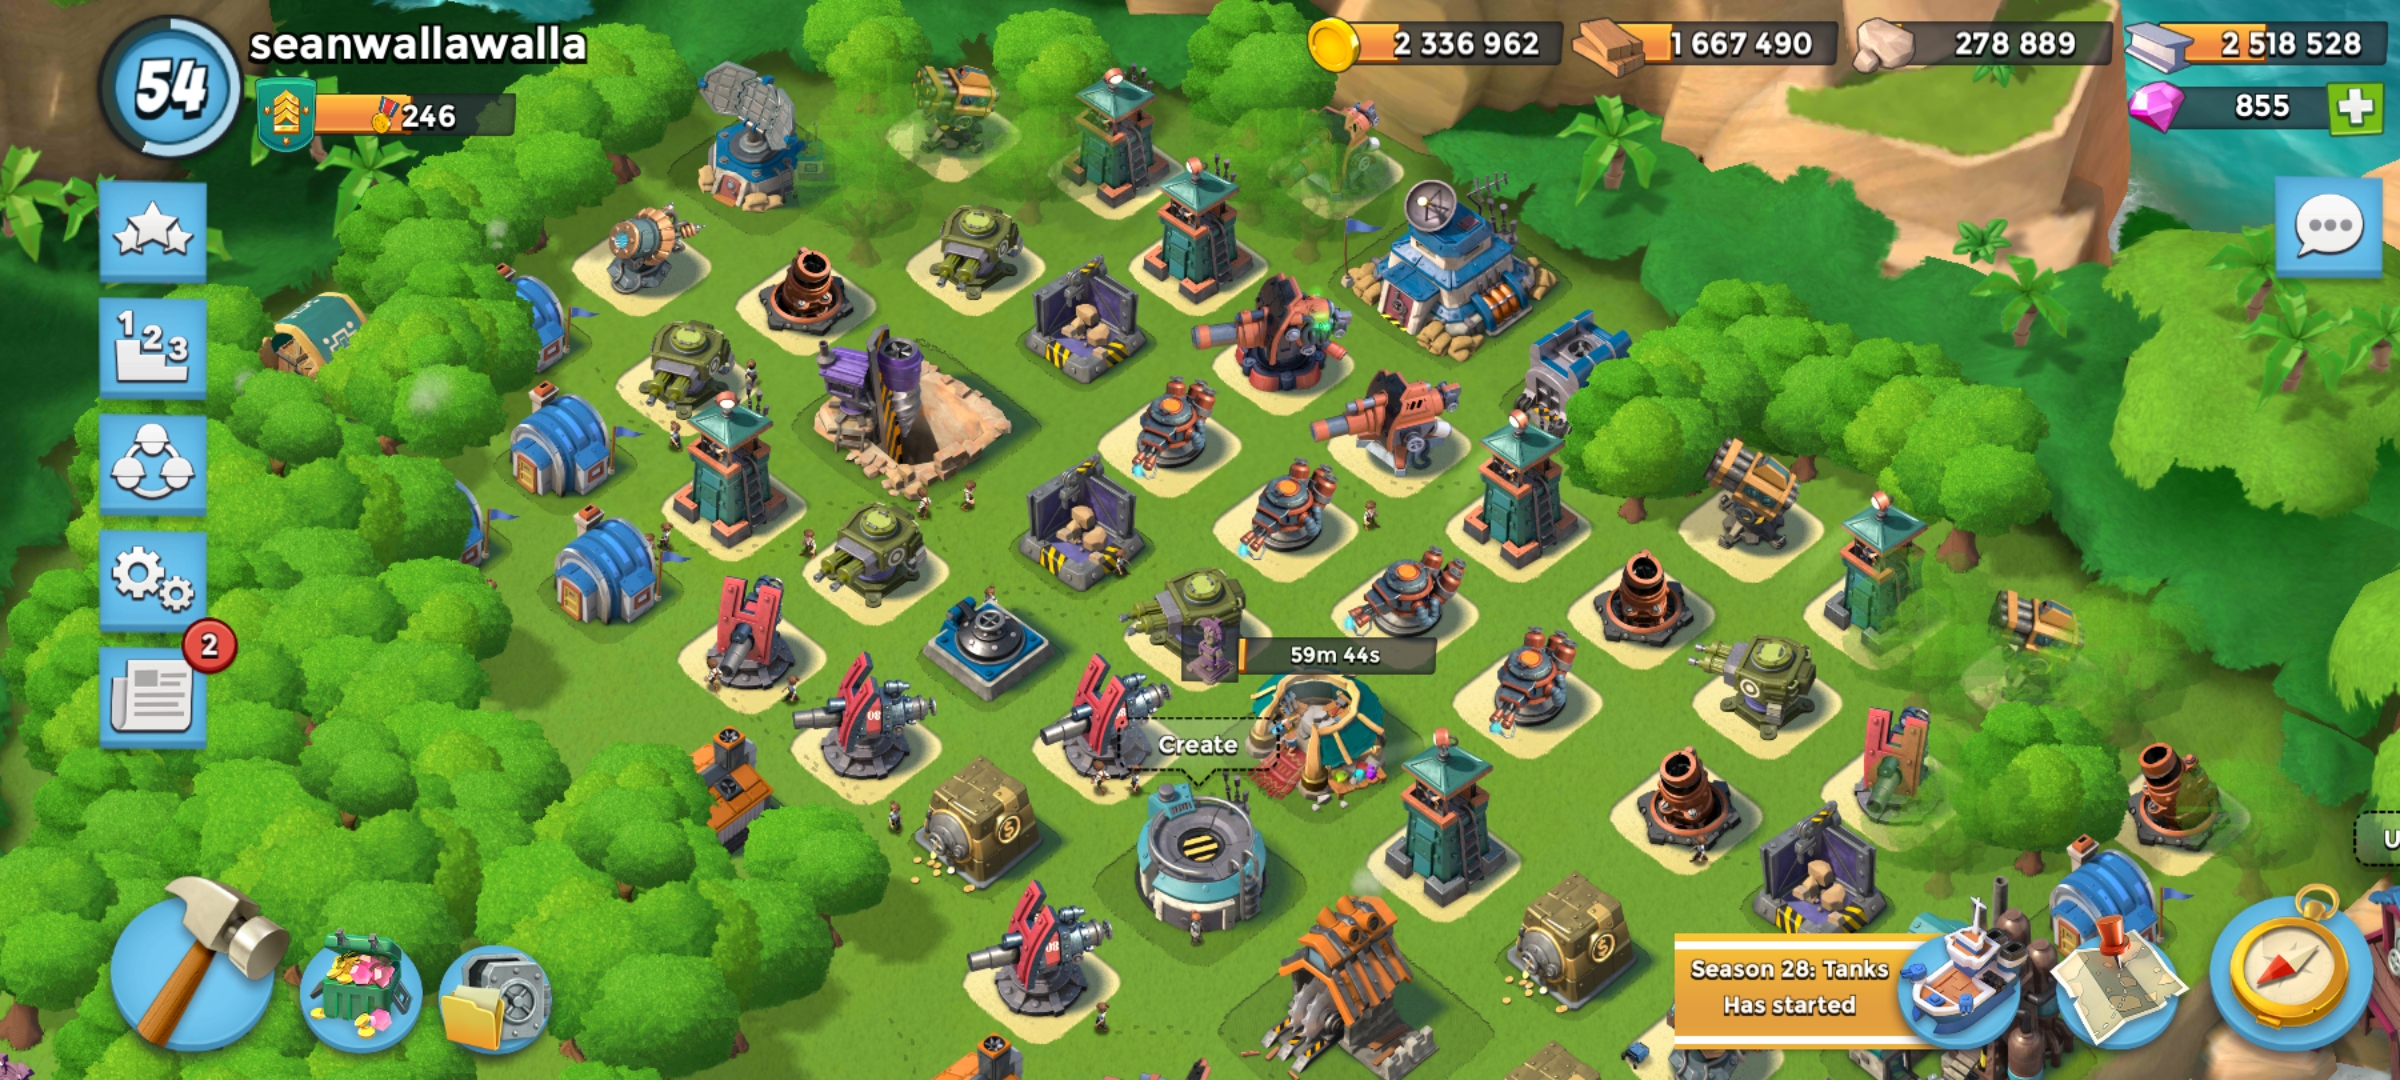 54
seanwallawalla
246
2 336 962
1 667 490
278 889
2 518 528
855
1 2 3
2
59m 44s
Create
Season 28: Tanks
Has started